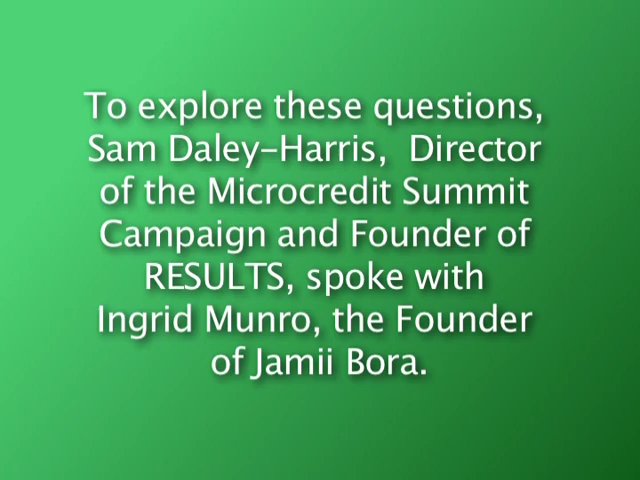 To explore these questions,
Sam Daley-Harris,  Director
of the Microcredit Summit
Campaign and Founder of
RESULTS, spoke with
Ingrid Munro, the Founder
of Jamii Bora.